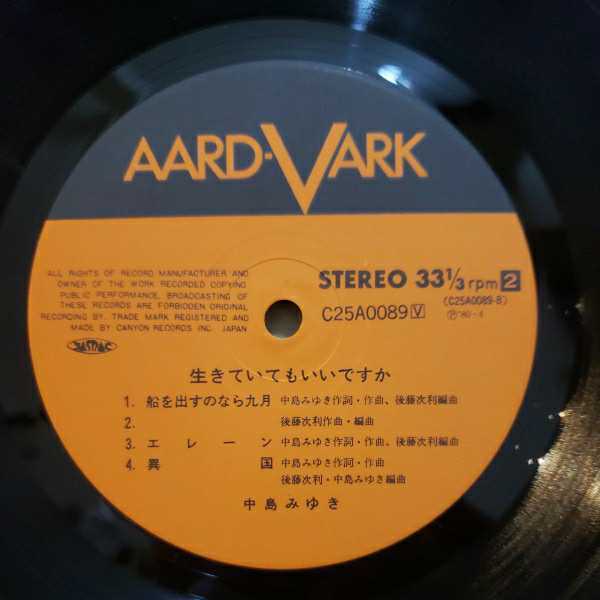 AARD-VARK
ALL RIGHTS OF RECORD MANUFACTURER AND
OWNER OF THE WORK RECORDED COPYING
PUBLIC PERFORMANCE, BROADCASTING OF
THESE RECORDS ARE FORBIDDEN ORIGINAL
RECORDING BY. TRADE MARK REGISTERED AND
MADE BY CANYON RECORDS INC. JAPAN
JASRAC
STEREO 33 1/3 rpm 2
(C25A0089-B)
C25A0089 V
Ⓟ'80-4
生きていてもいいですか
1. 船を出すのなら九月 中島みゆき作詞・作曲、後藤次利編曲
2. 後藤次利作曲・編曲
3. エレーン 中島みゆき作詞・作曲、後藤次利編曲
4. 異国 中島みゆき作詞・作曲
後藤次利・中島みゆき編曲
中島みゆき